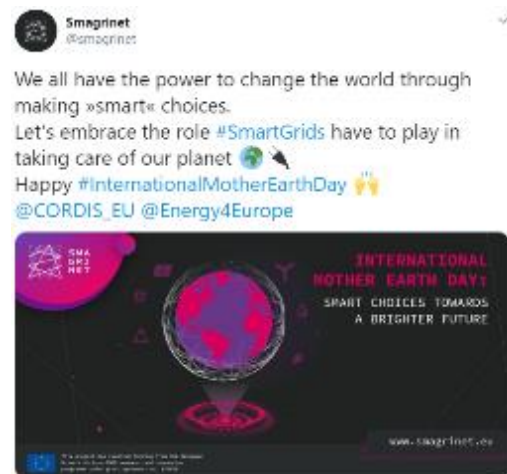 Smagrinet
@smagrinet
We all have the power to change the world through
making »smart« choices.
Let's embrace the role #SmartGrids have to play in
taking care of our planet
Happy #InternationalMotherEarthDay
@CORDIS_EU @Energy4Europe
SMA
GRI
NET
INTERNATIONAL
MOTHER EARTH DAY:
SMART CHOICES TOWARDS
A BRIGHTER FUTURE
www.smagrinet.eu